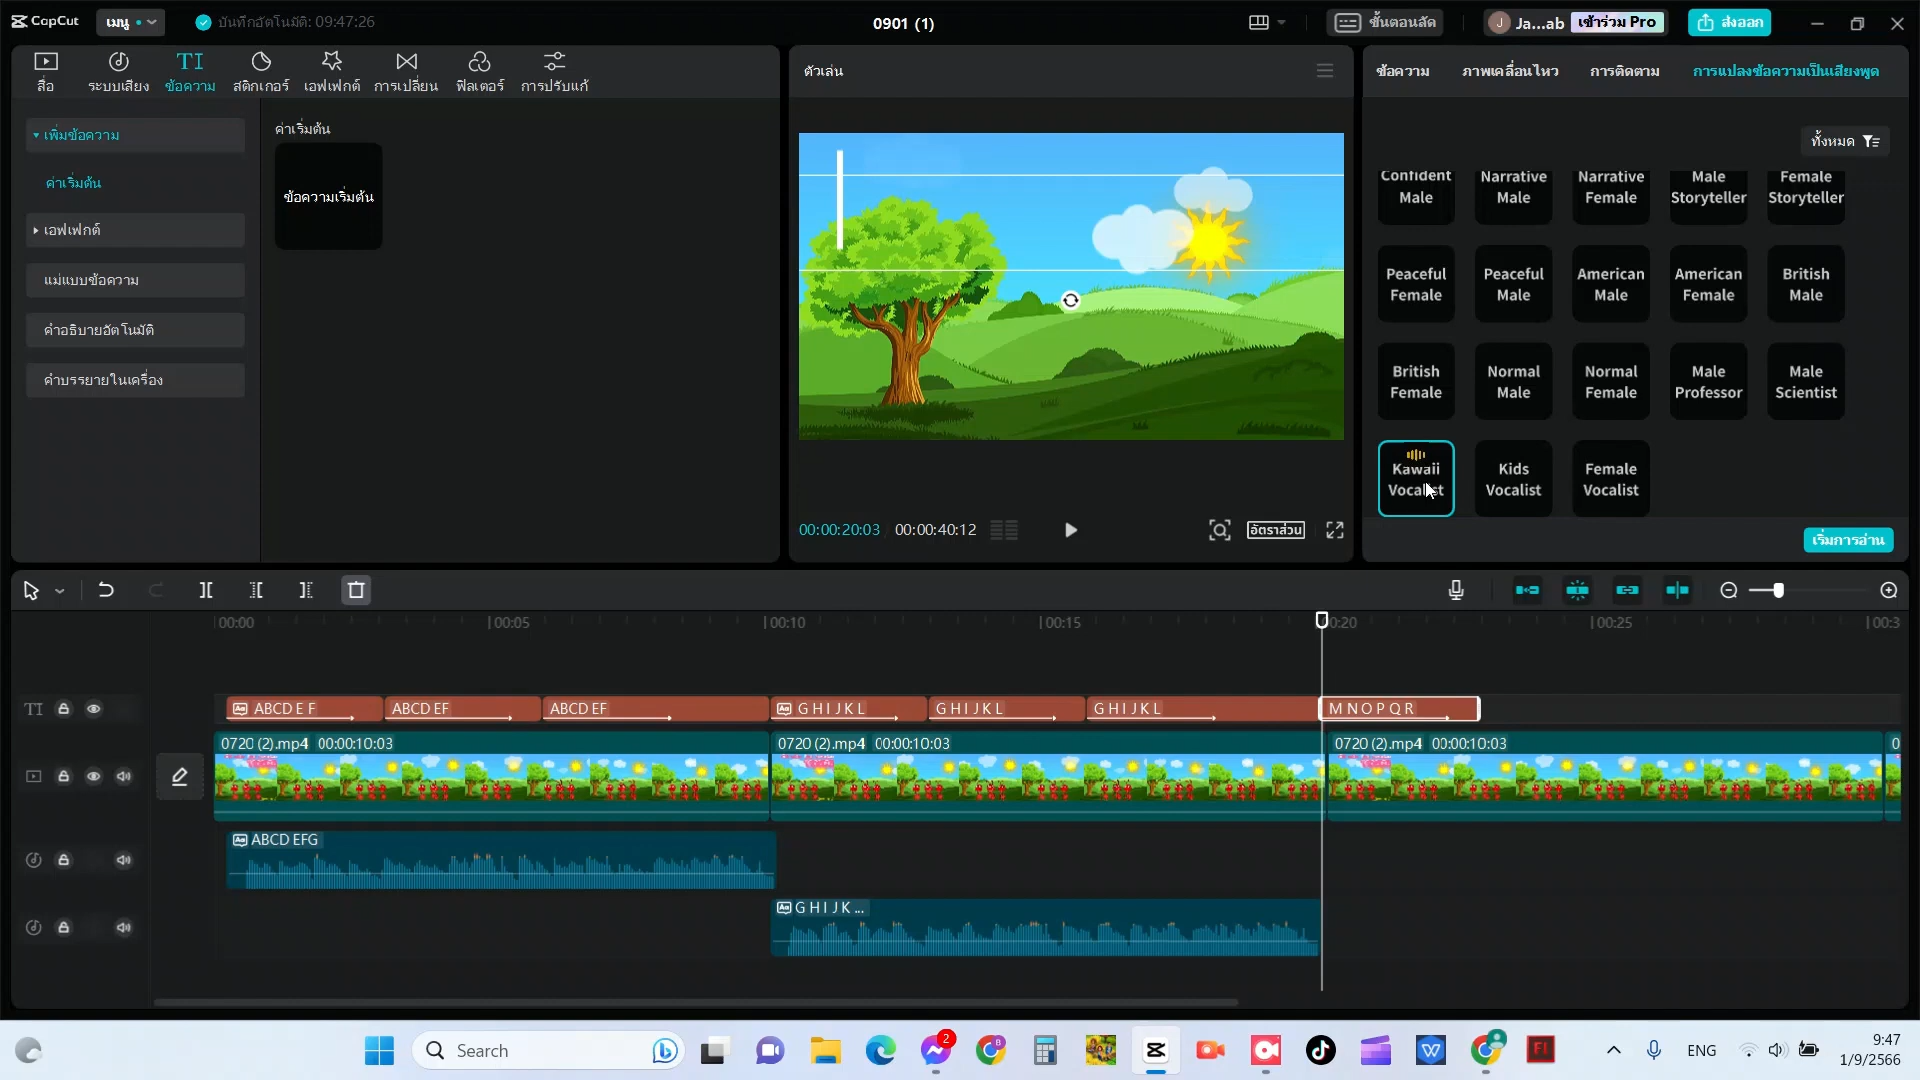 CapCut
เมนู
บันทึกอัตโนมัติ: 09:47:26
0901 (1)
ขั้นตอนลัด
J
Ja...ab
เข้าร่วม Pro
ส่งออก
สื่อ
ระบบเสียง
ข้อความ
สติกเกอร์
เอฟเฟกต์
การเปลี่ยน
ฟิลเตอร์
การปรับแก้
เพิ่มข้อความ
ค่าเริ่มต้น
เอฟเฟกต์
แม่แบบข้อความ
คำอธิบายอัตโนมัติ
คำบรรยายในเครื่อง
ค่าเริ่มต้น
ข้อความเริ่มต้น
ตัวเล่น
00:00:20:03 00:00:40:12
อัตราส่วน
ข้อความ ภาพเคลื่อนไหว การติดตาม การแปลงข้อความเป็นเสียงพูด
ทั้งหมด
Confident Male
Narrative Male
Narrative Female
Male Storyteller
Female Storyteller
Peaceful Female
Peaceful Male
American Male
American Female
British Male
British Female
Normal Male
Normal Female
Male Professor
Male Scientist
Kawaii Vocalist
Kids Vocalist
Female Vocalist
เริ่มการอ่าน
00:00 00:05 00:10 00:15 00:20 00:25 00:3
TI
ABCD E F
ABCD EF
ABCD EF
G H I J K L
G H I J K L
G H I J K L
M N O P Q R
0720 (2).mp4 00:00:10:03
0720 (2).mp4 00:00:10:03
0720 (2).mp4 00:00:10:03
0
ABCD EFG
G H I J K ...
Search
2
ENG
9:47
1/9/2566